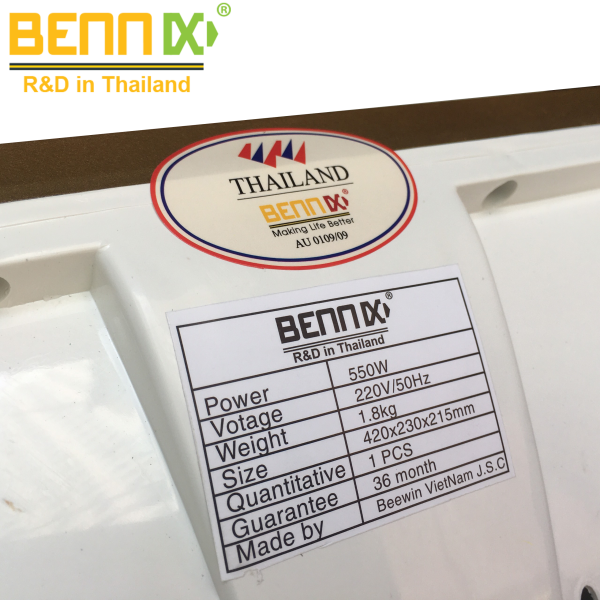 BENNIX®
R&D in Thailand
THAILAND
BENNIX®
Making Life Better
AU 0109/09
BENNIX®
R&D in Thailand
Power 550W
Votage 220V/50Hz
Weight 1.8kg
Size 420x230x215mm
Quantitative 1 PCS
Guarantee 36 month
Made by Beewin VietNam J.S.C